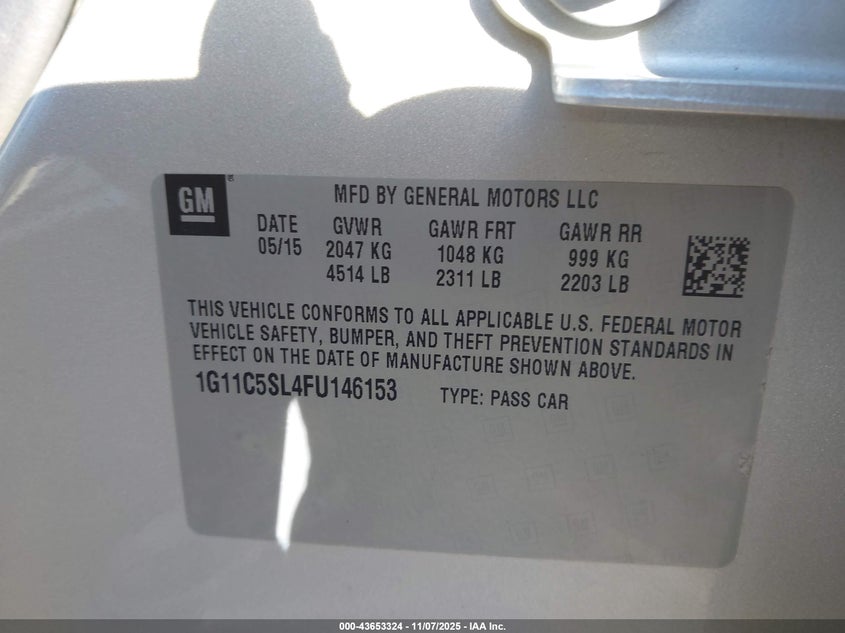 GM
MFD BY GENERAL MOTORS LLC
DATE GVWR GAWR FRT GAWR RR
05/15 2047 KG 1048 KG 999 KG
4514 LB 2311 LB 2203 LB
THIS VEHICLE CONFORMS TO ALL APPLICABLE U.S. FEDERAL MOTOR
VEHICLE SAFETY, BUMPER, AND THEFT PREVENTION STANDARDS IN
EFFECT ON THE DATE OF MANUFACTURE SHOWN ABOVE.
1G11C5SL4FU146153 TYPE: PASS CAR
000-43653324 - 11/07/2025 - IAA Inc.